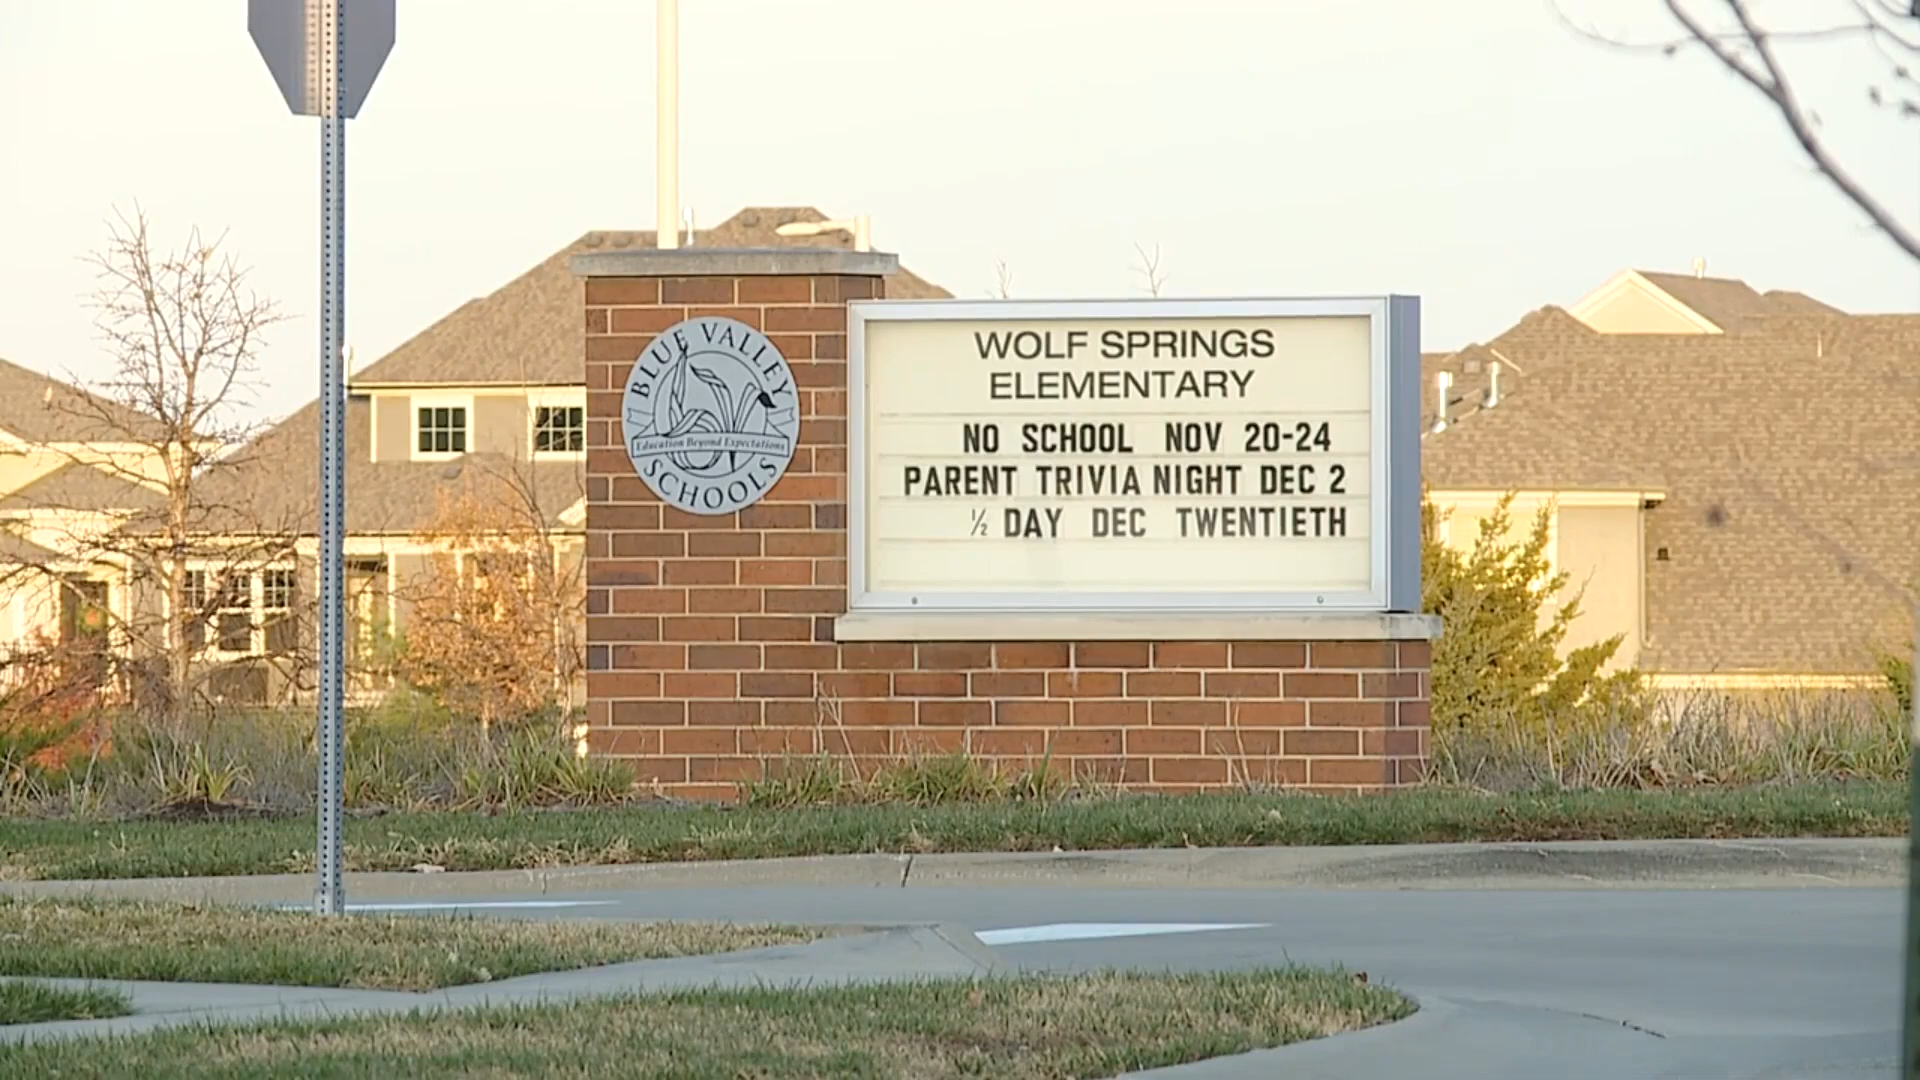 BLUE VALLEY
Education Beyond Expectations
SCHOOLS
WOLF SPRINGS
ELEMENTARY
NO SCHOOL NOV 20-24
PARENT TRIVIA NIGHT DEC 2
½ DAY DEC TWENTIETH